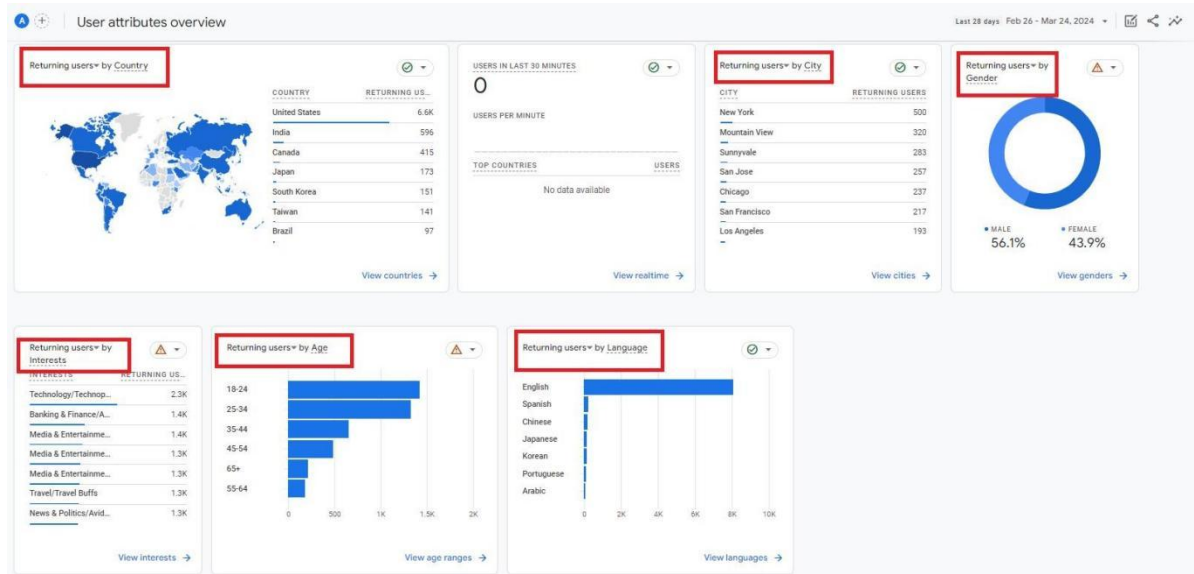 A
User attributes overview
Last 28 days Feb 26 - Mar 24, 2024
Returning users by Country
COUNTRY RETURNING US...
United States 6.6K
India 596
Canada 415
Japan 173
South Korea 151
Taiwan 141
Brazil 97
View countries
USERS IN LAST 30 MINUTES
0
USERS PER MINUTE
TOP COUNTRIES USERS
No data available
View realtime
Returning users by City
CITY RETURNING USERS
New York 500
Mountain View 320
Sunnyvale 283
San Jose 257
Chicago 237
San Francisco 217
Los Angeles 193
View cities
Returning users by
Gender
MALE FEMALE
56.1% 43.9%
View genders
Returning users by
Interests
INTERESTS RETURNING US...
Technology/Technop... 2.3K
Banking & Finance/A... 1.4K
Media & Entertainme... 1.4K
Media & Entertainme... 1.3K
Media & Entertainme... 1.3K
Travel/Travel Buffs 1.3K
News & Politics/Avid... 1.3K
View interests
Returning users by Age
18-24
25-34
35-44
45-54
65+
55-64
0 500 1K 1.5K 2K
View age ranges
Returning users by Language
English
Spanish
Chinese
Japanese
Korean
Portuguese
Arabic
0 2K 4K 6K 8K 10K
View languages